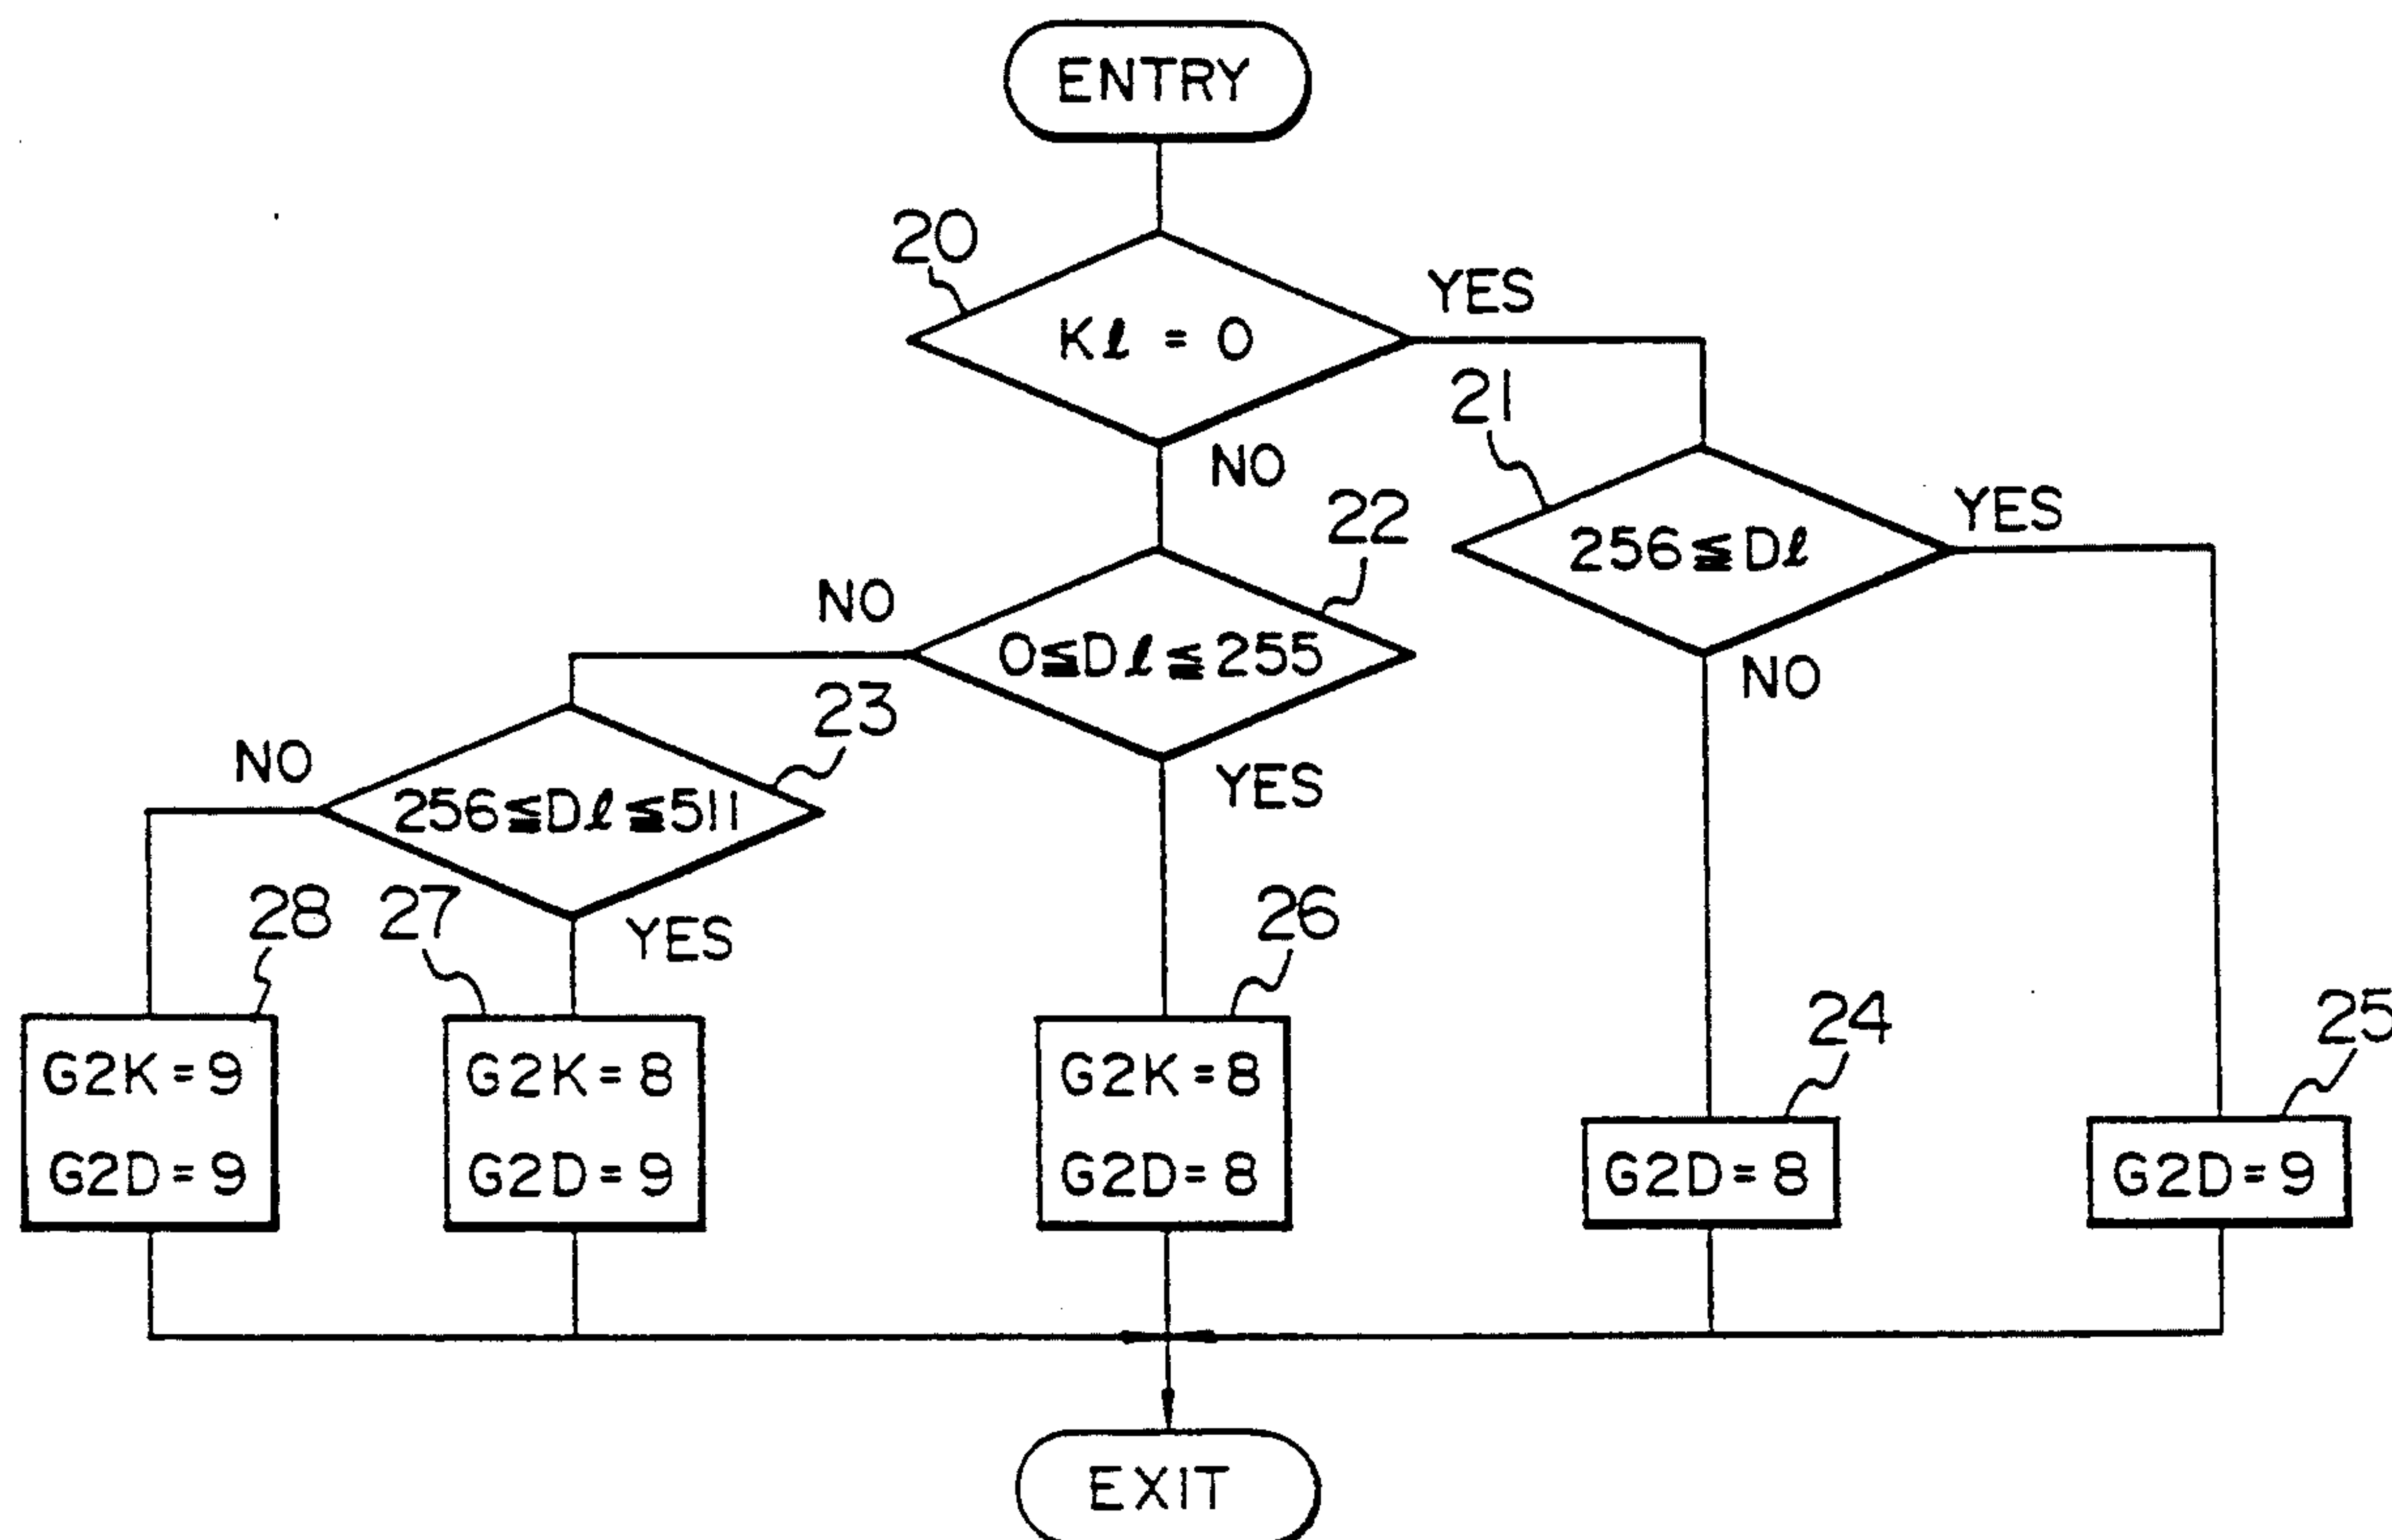 ENTRY
20
YES
Kℓ = 0
21
NO
22
YES
256≦Dℓ
NO
0≦Dℓ≦255
NO
23
NO
YES
256≦Dℓ≦511
28
27
YES
26
24
25
G2K=9
G2D=9
G2K=8
G2D=9
G2K=8
G2D=8
G2D=8
G2D=9
EXIT